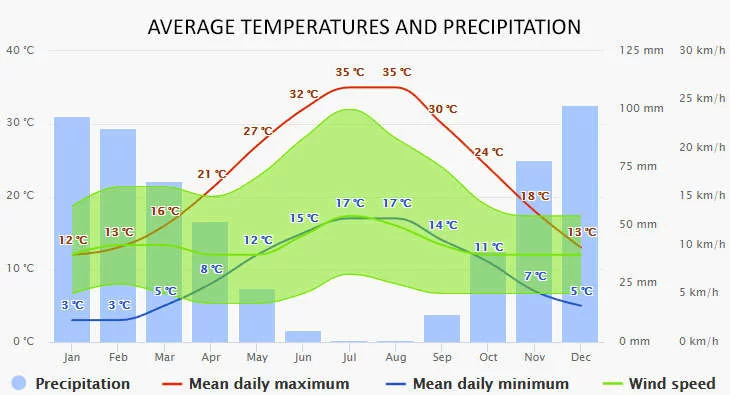 AVERAGE TEMPERATURES AND PRECIPITATION
40 °C 125 mm 30 km/h
35 °C 35 °C
32 °C
25 km/h
30 °C 30 °C 100 mm
27 °C
24 °C 20 km/h
21 °C 75 mm
20 °C 16 °C 17 °C 17 °C 18 °C 15 km/h
15 °C 14 °C
12 °C 13 °C 12 °C 11 °C 13 °C 50 mm
10 km/h
10 °C 8 °C 7 °C
25 mm
3 °C 3 °C 5 °C 5 °C 5 km/h
0 °C 0 mm 0 km/h
Jan Feb Mar Apr May Jun Jul Aug Sep Oct Nov Dec
Precipitation Mean daily maximum Mean daily minimum Wind speed